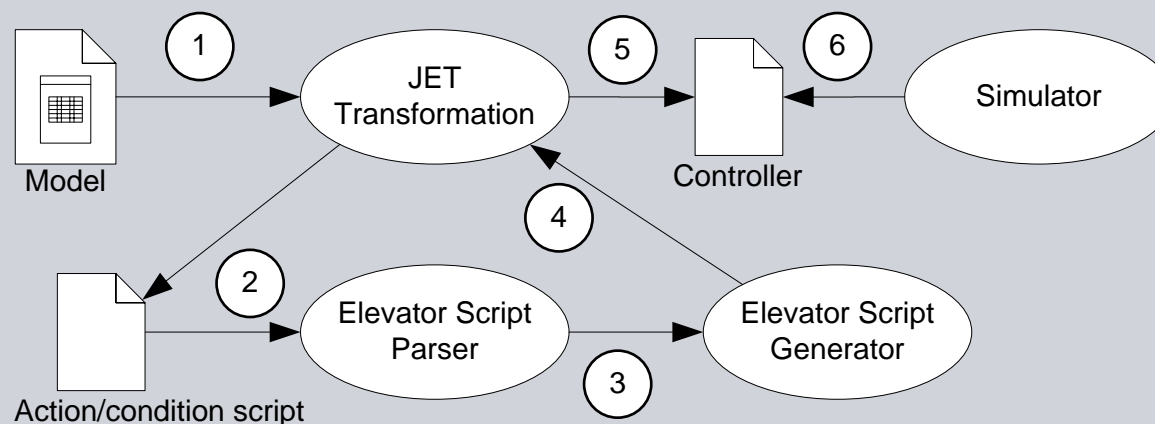 1
5
6
JET
Transformation
Simulator
Model
Controller
4
2
Elevator Script
Parser
Elevator Script
Generator
3
Action/condition script